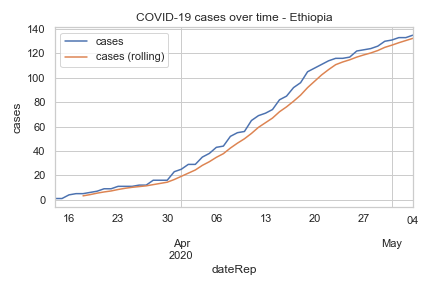 COVID-19 cases over time - Ethiopia
cases
cases (rolling)
140
120
100
80
60
40
20
0
cases
16 23 30 06 13 20 27 04
Apr May
2020
dateRep